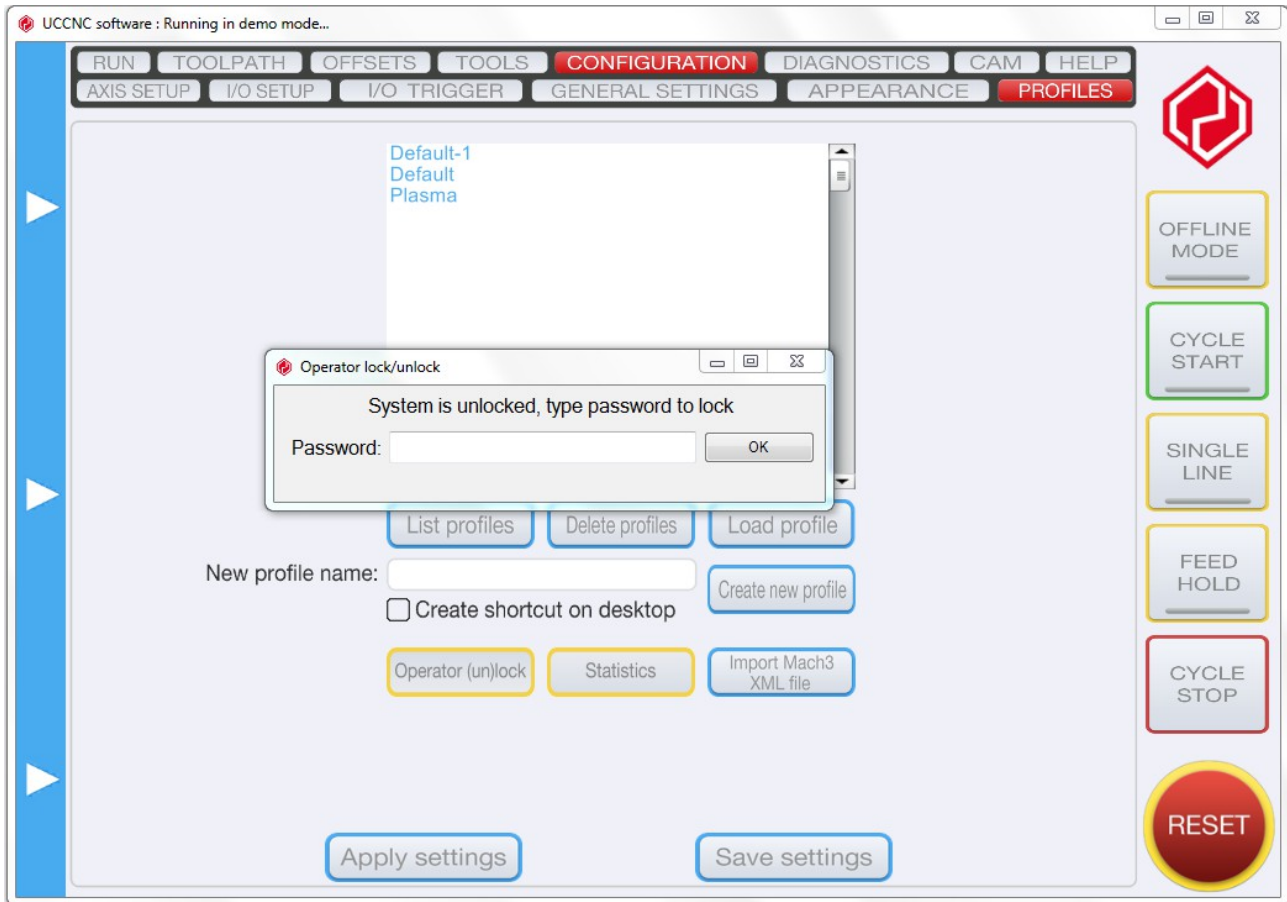 UCCNC software : Running in demo mode...
RUN TOOLPATH OFFSETS TOOLS CONFIGURATION DIAGNOSTICS CAM HELP
AXIS SETUP I/O SETUP I/O TRIGGER GENERAL SETTINGS APPEARANCE PROFILES
Default-1
Default
Plasma
Operator lock/unlock
System is unlocked, type password to lock
Password: OK
List profiles Delete profiles Load profile
New profile name:
Create new profile
Create shortcut on desktop
Operator (un)lock Statistics Import Mach3
XML file
Apply settings Save settings
OFFLINE
MODE
CYCLE
START
SINGLE
LINE
FEED
HOLD
CYCLE
STOP
RESET